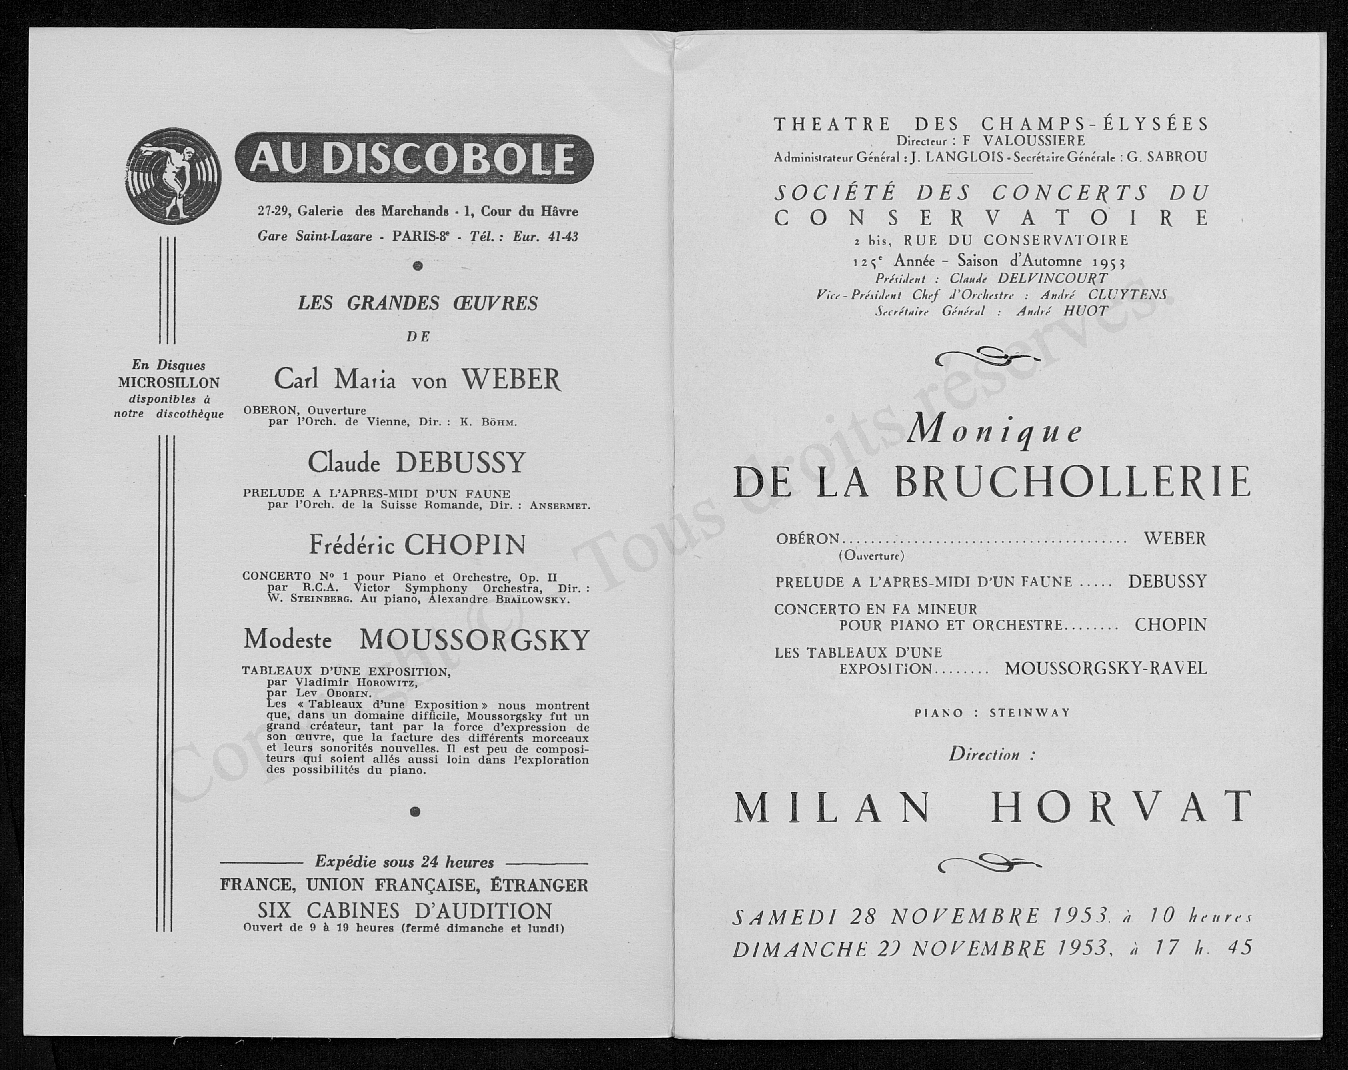 AU DISCOBOLE
27-29, Galerie des Marchands - 1, Cour du Hâvre
Gare Saint-Lazare - PARIS-8e - Tél. : Eur. 41-43
LES GRANDES ŒUVRES
DE
En Disques
MICROSILLON
disponibles à
notre discothèque
Carl Maria von WEBER
OBERON, Ouverture
par l'Orch. de Vienne, Dir. : K. BÖHM.
Claude DEBUSSY
PRELUDE A L'APRES-MIDI D'UN FAUNE
par l'Orch. de la Suisse Romande, Dir. : ANSERMET.
Frédéric CHOPIN
CONCERTO No 1 pour Piano et Orchestre, Op. II
par R.C.A. Victor Symphony Orchestra, Dir. :
W. STEINBERG. Au piano, Alexandre BRAÏLOWSKY.
Modeste MOUSSORGSKY
TABLEAUX D'UNE EXPOSITION,
par Vladimir HOROWITZ,
par Lev OBORIN.
Les « Tableaux d'une Exposition » nous montrent
que, dans un domaine difficile, Moussorgsky fut un
grand créateur, tant par la force d'expression de
son œuvre, que la facture des différents morceaux
et leurs sonorités nouvelles. Il est peu de composi-
teurs qui soient allés aussi loin dans l'exploration
des possibilités du piano.
Expédie sous 24 heures
FRANCE, UNION FRANÇAISE, ÉTRANGER
SIX CABINES D'AUDITION
Ouvert de 9 à 19 heures (fermé dimanche et lundi)
THEATRE DES CHAMPS-ÉLYSÉES
Directeur : F VALOUSSIERE
Administrateur Général : J. LANGLOIS - Secrétaire Générale : G. SABROU
SOCIÉTÉ DES CONCERTS DU
CONSERVATOIRE
2 bis, RUE DU CONSERVATOIRE
125e Année - Saison d'Automne 1953
Président : Claude DELVINCOURT
Vice-Président Chef d'Orchestre : André CLUYTENS
Secrétaire Général : André HUOT
Monique
DE LA BRUCHOLLERIE
OBÉRON........................................ WEBER
(Ouverture)
PRELUDE A L'APRES-MIDI D'UN FAUNE ..... DEBUSSY
CONCERTO EN FA MINEUR
POUR PIANO ET ORCHESTRE........ CHOPIN
LES TABLEAUX D'UNE
EXPOSITION........ MOUSSORGSKY-RAVEL
PIANO : STEINWAY
Direction :
MILAN HORVAT
SAMEDI 28 NOVEMBRE 1953, à 10 heures
DIMANCHE 29 NOVEMBRE 1953, à 17 h. 45
Copyright © Tous droits réservés.